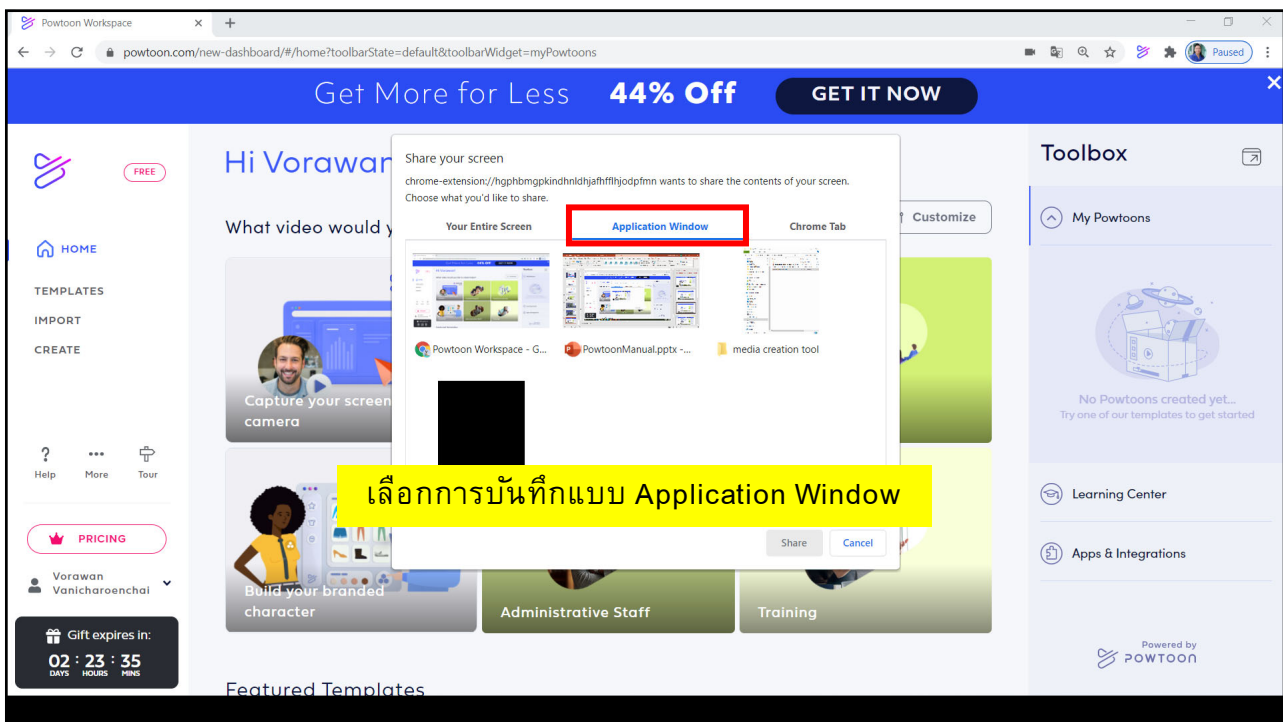 Powtoon Workspace
powtoon.com/new-dashboard/#/home?toolbarState=default&toolbarWidget=myPowtoons
Paused
Get More for Less 44% Off GET IT NOW
FREE
HOME
TEMPLATES
IMPORT
CREATE
Help More Tour
PRICING
Vorawan
Vanicharoenchai
Gift expires in:
02 : 23 : 35
DAYS HOURS MINS
Hi Vorawan
What video would y
Customize
Capture your screen
camera
Build your branded
character
Administrative Staff
Training
Featured Templates
Share your screen
chrome-extension://hgphbmgpkindhnldhjafhfflhjodpfmn wants to share the contents of your screen.
Choose what you'd like to share.
Your Entire Screen Application Window Chrome Tab
Powtoon Workspace - G... PowtoonManual.pptx -... media creation tool
เลือกการบันทึกแบบ Application Window
Share Cancel
Toolbox
My Powtoons
No Powtoons created yet...
Try one of our templates to get started
Learning Center
Apps & Integrations
Powered by
POWTOON